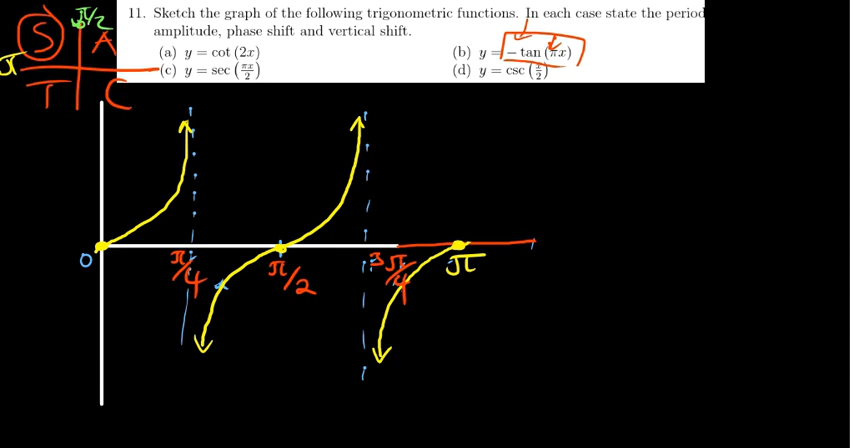 11. Sketch the graph of the following trigonometric functions. In each case state the period
amplitude, phase shift and vertical shift.
(a) y = cot (2x)
(b) y = − tan (πx)
(c) y = sec (πx/2)
(d) y = csc (x/2)
π/2
S A
π
T C
0
π/4
π/2
3π/4
π